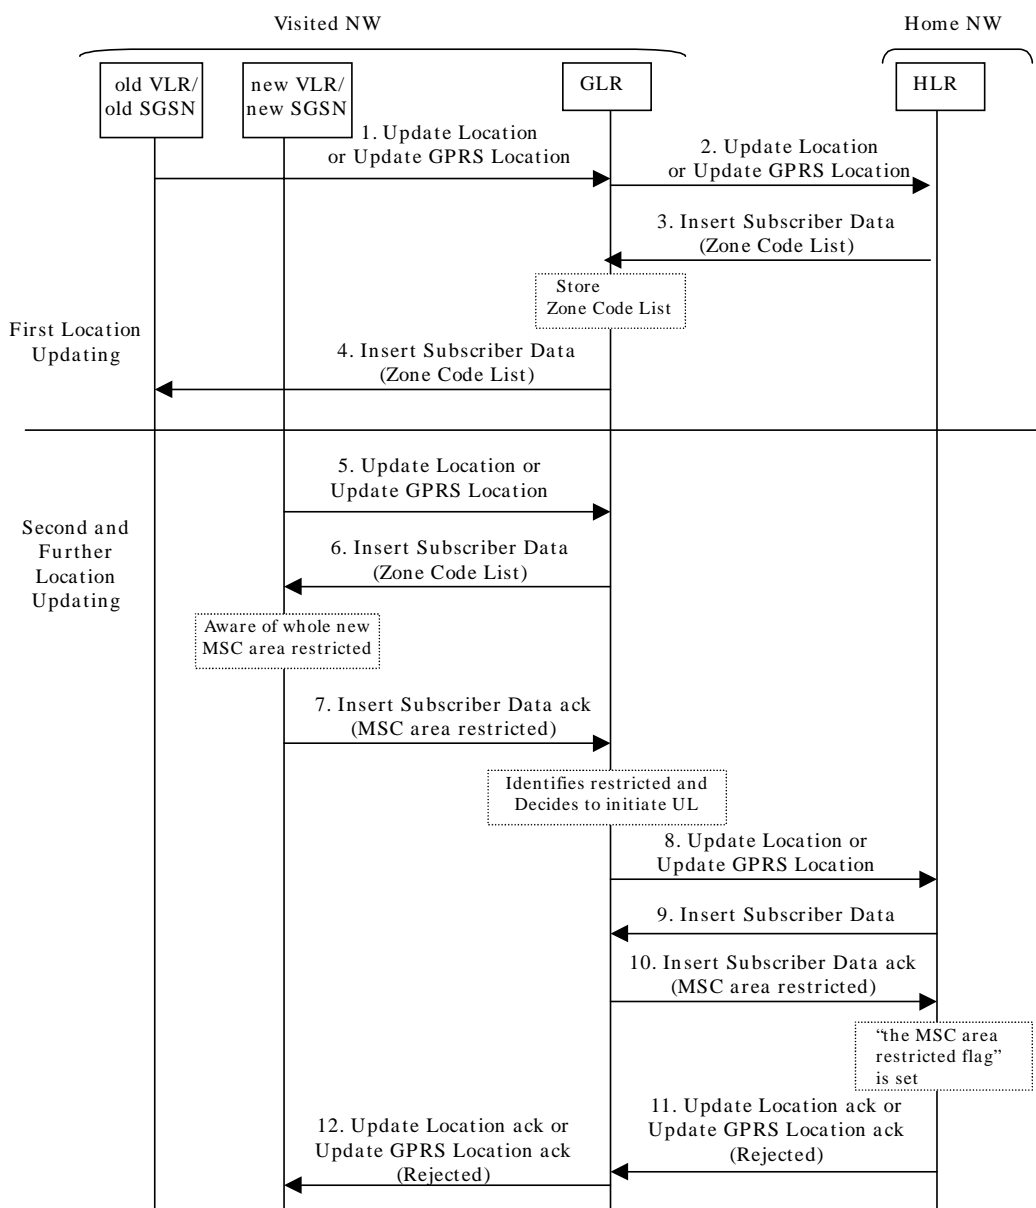 Visited NW
Home NW
old VLR/
old SGSN
new VLR/
new SGSN
GLR
HLR
1. Update Location
or Update GPRS Location
2. Update Location
or Update GPRS Location
3. Insert Subscriber Data
(Zone Code List)
Store
Zone Code List
First Location
Updating
4. Insert Subscriber Data
(Zone Code List)
5. Update Location or
Update GPRS Location
Second and
Further
Location
Updating
6. Insert Subscriber Data
(Zone Code List)
Aware of whole new
MSC area restricted
7. Insert Subscriber Data ack
(MSC area restricted)
Identifies restricted and
Decides to initiate UL
8. Update Location or
Update GPRS Location
9. Insert Subscriber Data
10. Insert Subscriber Data ack
(MSC area restricted)
“the MSC area
restricted flag”
is set
11. Update Location ack or
Update GPRS Location ack
(Rejected)
12. Update Location ack or
Update GPRS Location ack
(Rejected)